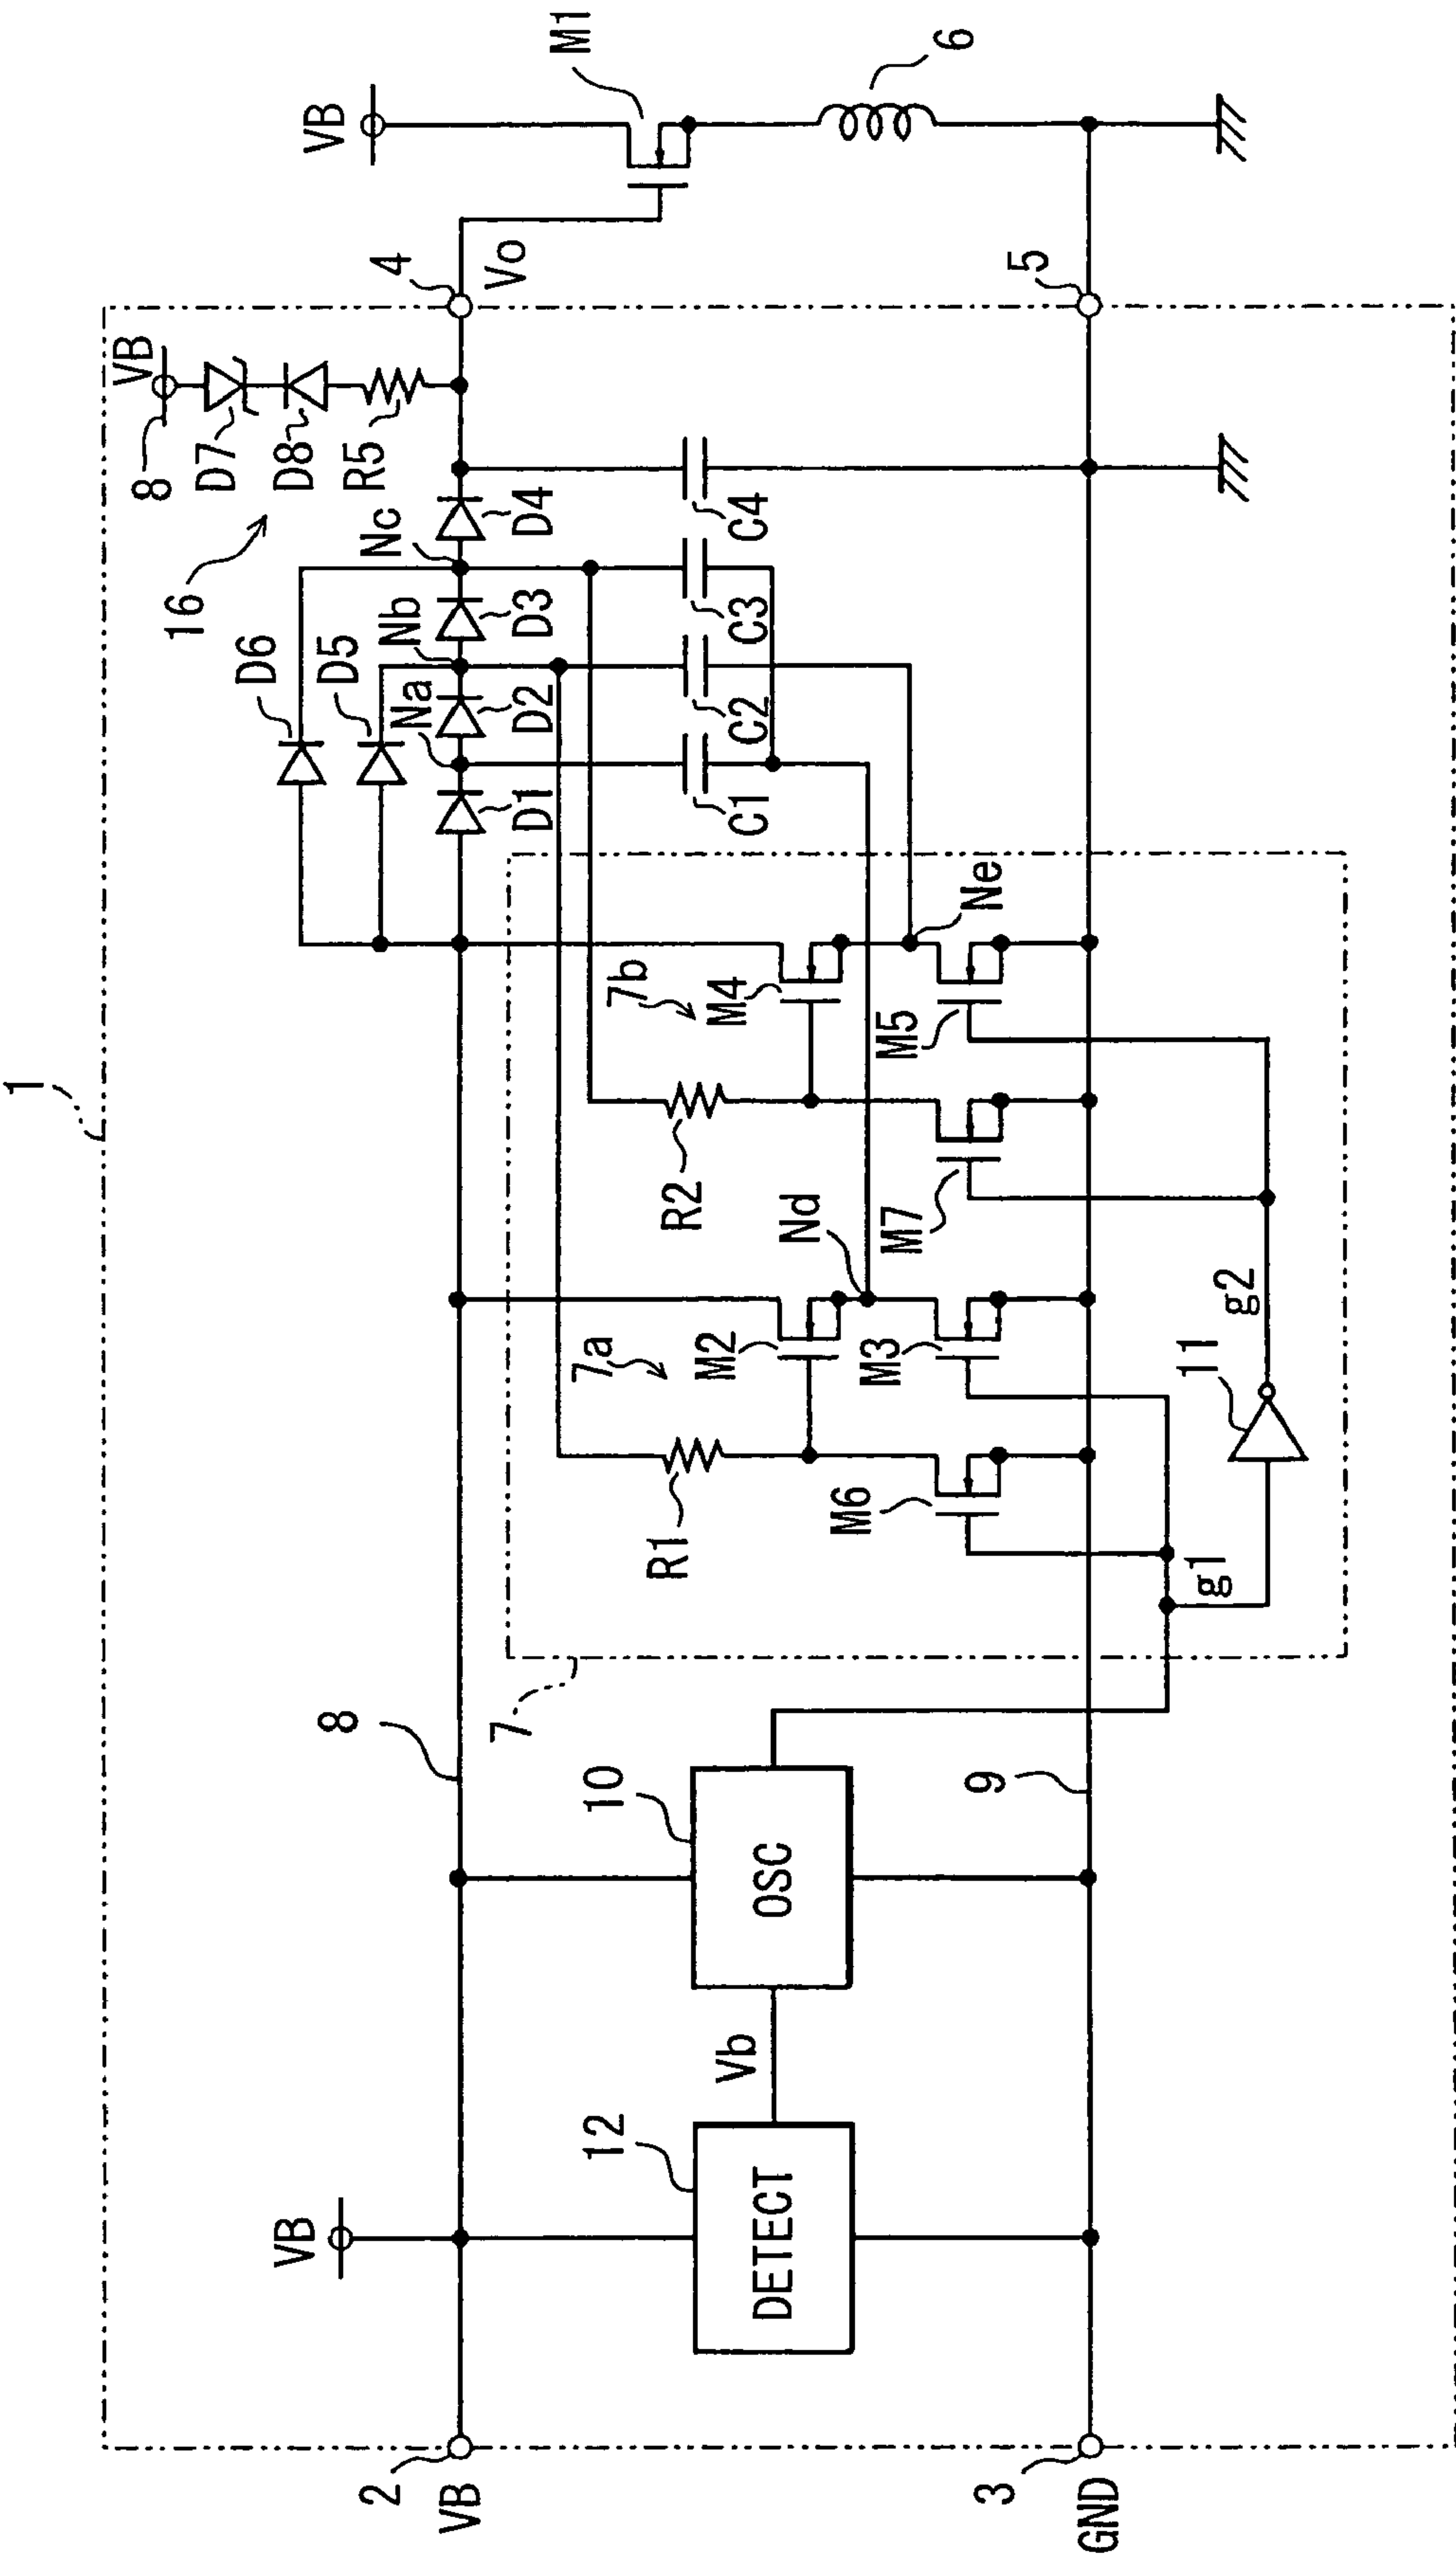 1
VB
8
D7
D8
R5
16
4
Vo
VB
M1
6
D6
D5
Na
Nb
Nc
D1
D2
D3
D4
C1
C2
C3
C4
5
8
7
7a
7b
R1
R2
M2
M4
Nd
Ne
M6
M3
M7
M5
g1
g2
11
VB
12
DETECT
Vb
10
OSC
9
2
VB
3
GND